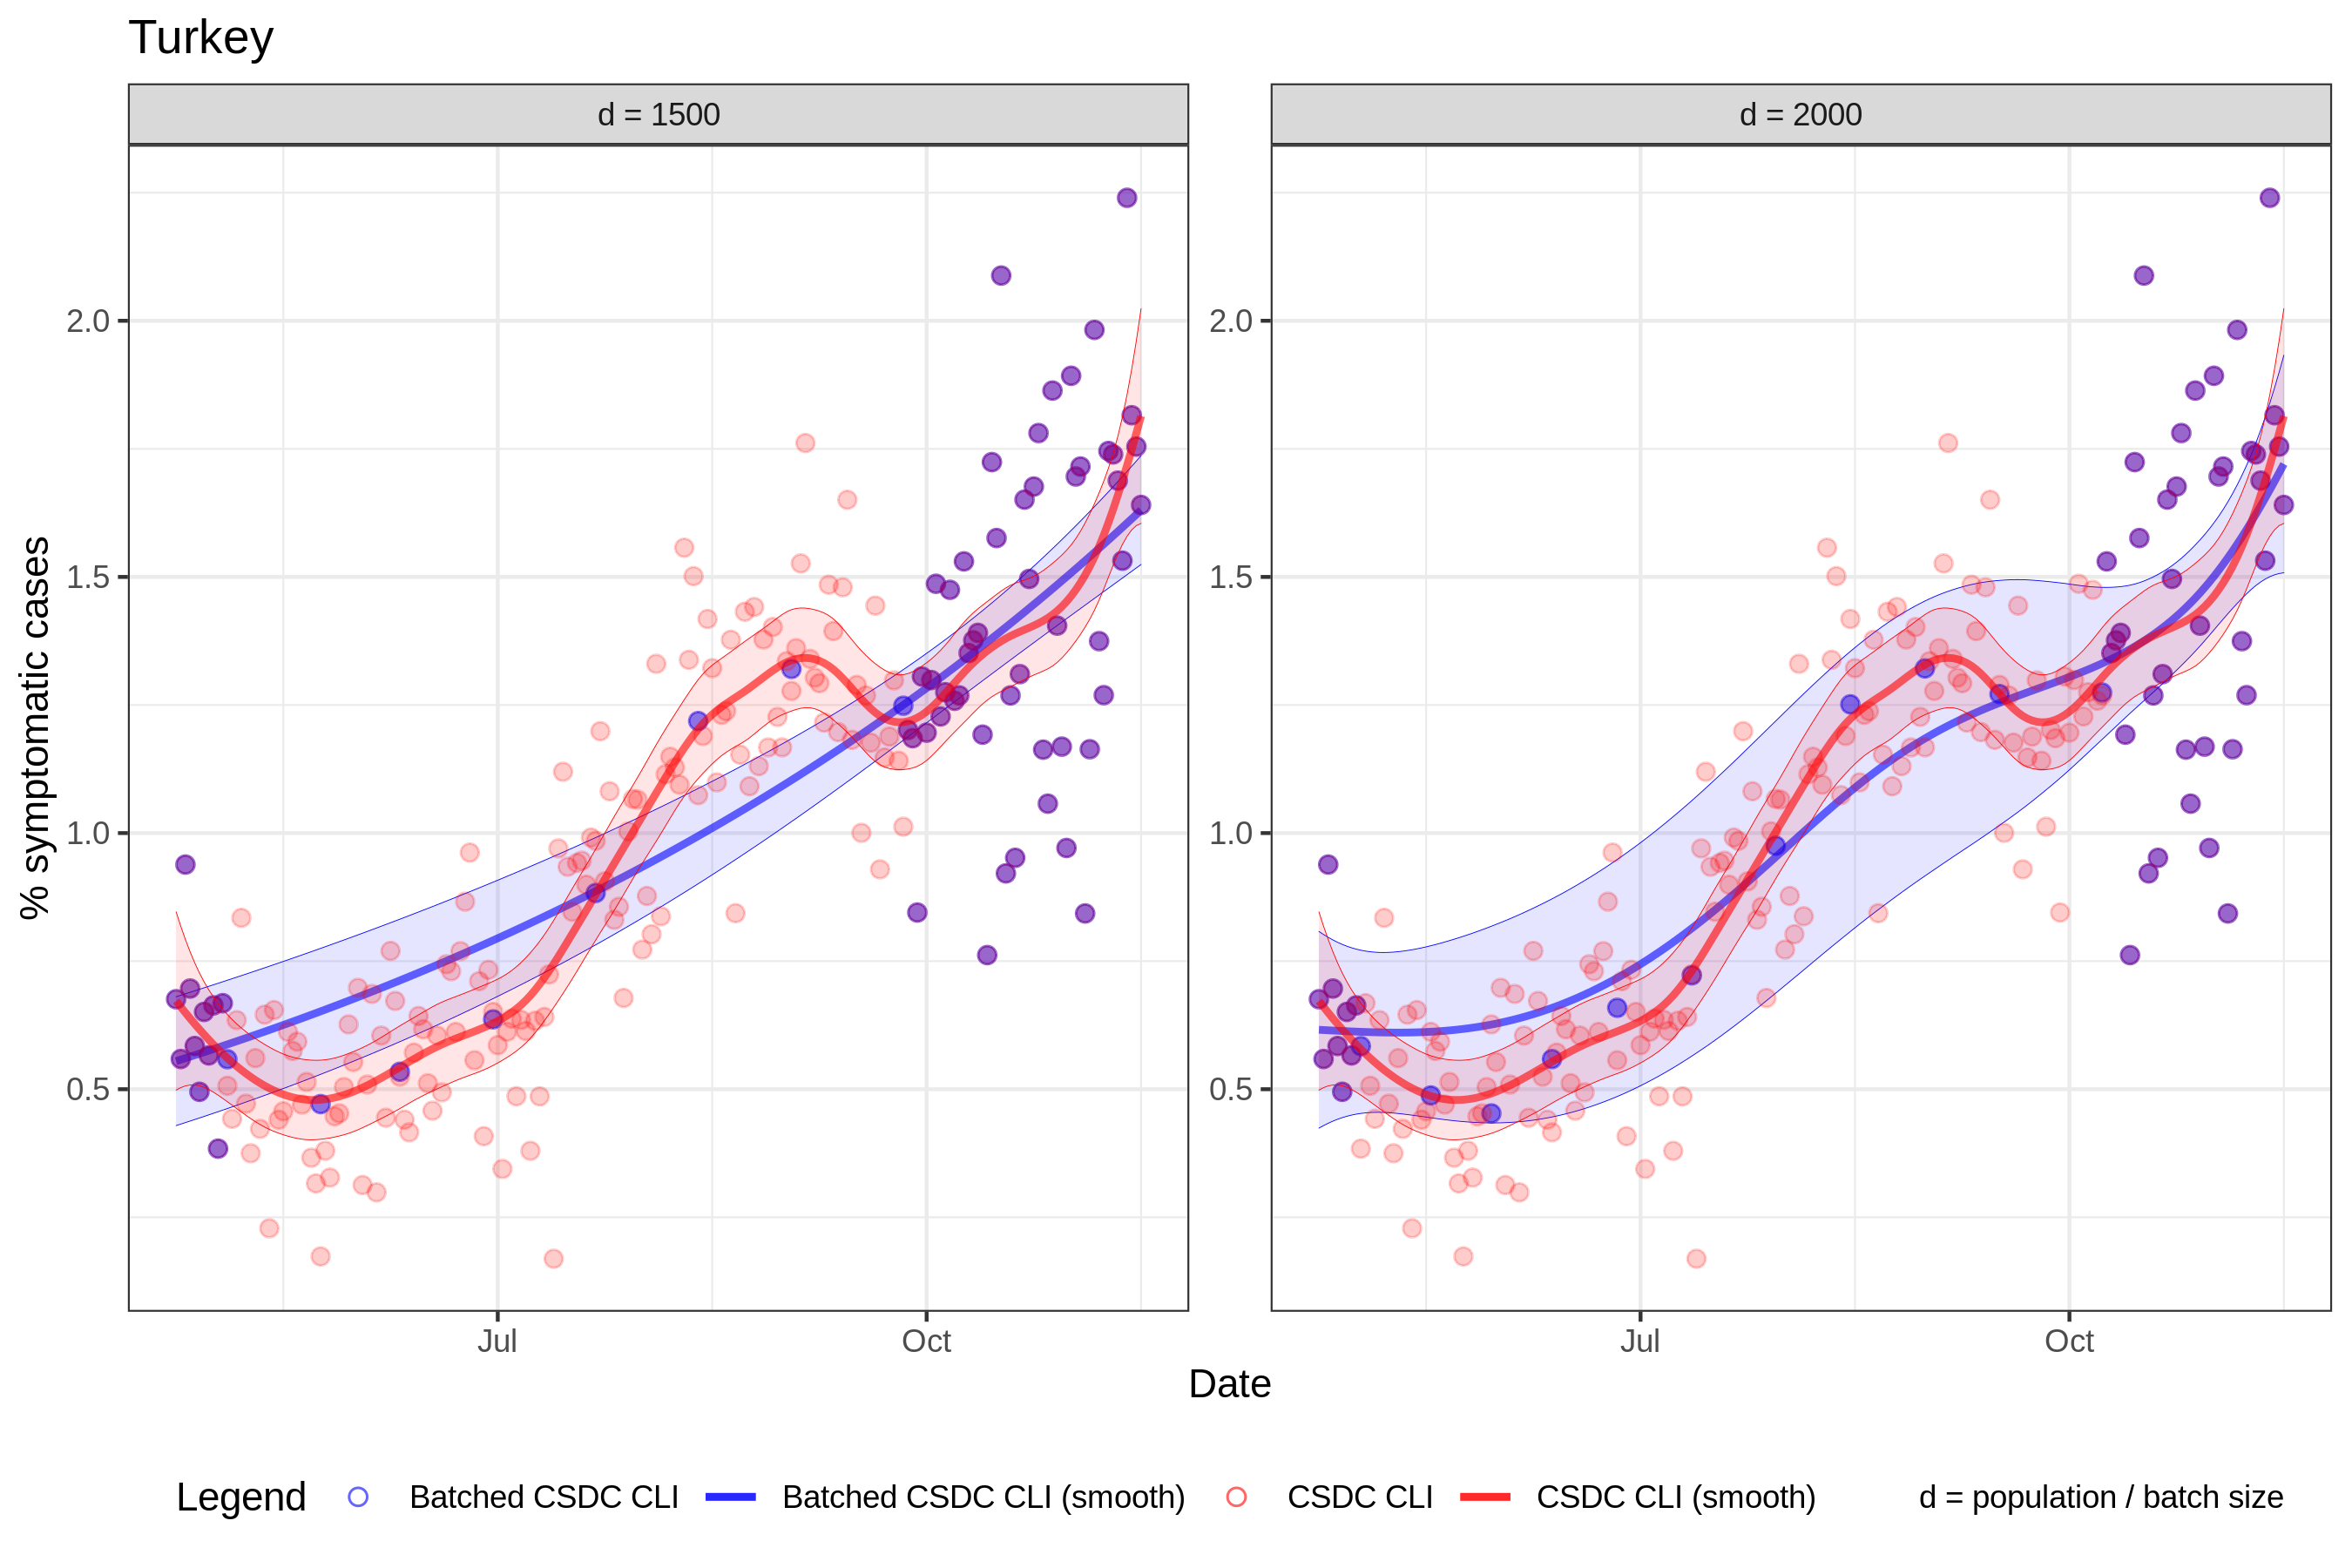 Turkey
d = 1500
d = 2000
% symptomatic cases
2.0
1.5
1.0
0.5
2.0
1.5
1.0
0.5
Jul
Oct
Jul
Oct
Date
Legend
Batched CSDC CLI
Batched CSDC CLI (smooth)
CSDC CLI
CSDC CLI (smooth)
d = population / batch size